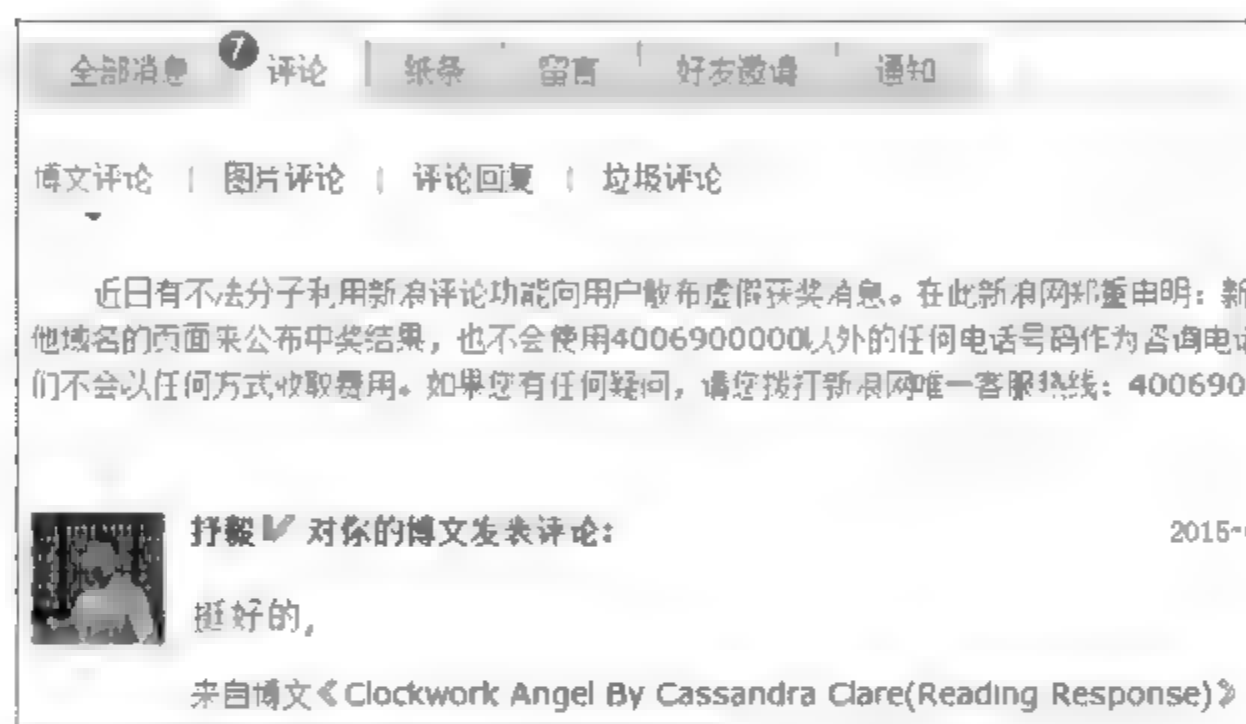 全部消息 7 评论 | 纸条 留言 好友邀请 通知
博文评论 | 图片评论 | 评论回复 | 垃圾评论
近日有不法分子利用新浪评论功能向用户散布虚假获奖消息。在此新浪网郑重申明：新
他域名的页面来公布中奖结果，也不会使用4006900000以外的任何电话号码作为咨询电话
们不会以任何方式收取费用。如果您有任何疑问，请您拨打新浪网唯一客服热线：400690
抒毅V 对你的博文发表评论： 2015-
挺好的，
来自博文《Clockwork Angel By Cassandra Clare(Reading Response)》